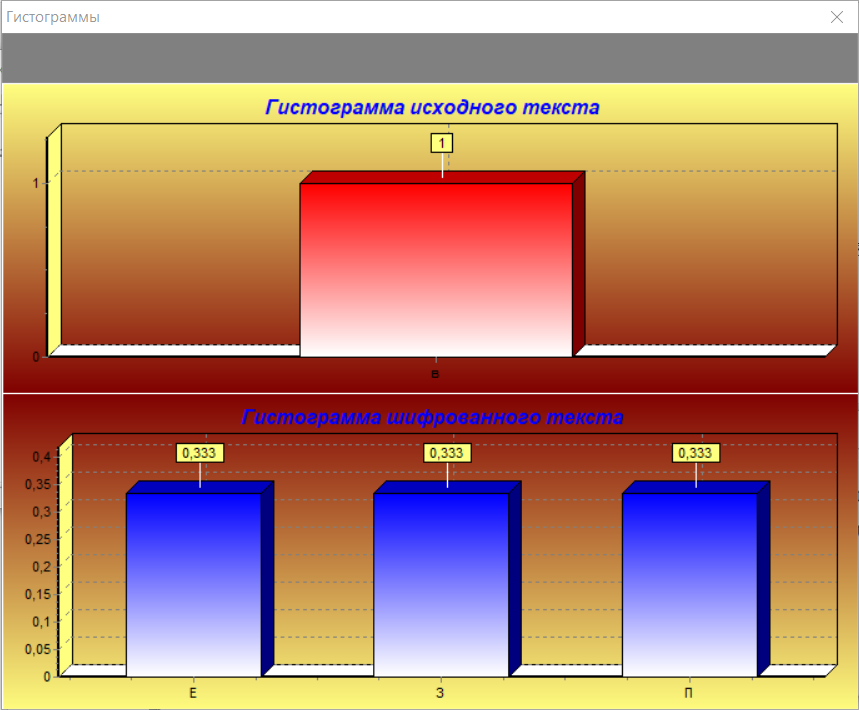 Гистограммы
Гистограмма исходного текста
1
1
0
в
Гистограмма шифрованного текста
0,333 0,333 0,333
0,4
0,35
0,3
0,25
0,2
0,15
0,1
0,05
0
Е З П